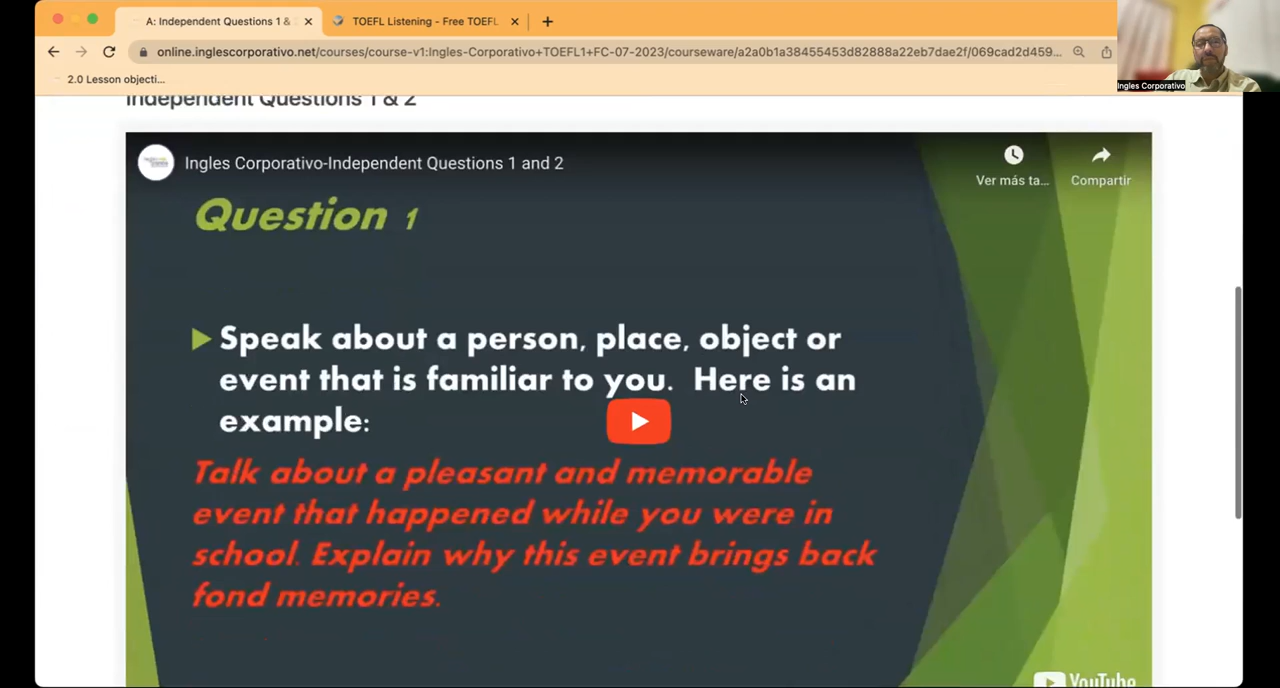 A: Independent Questions 1 &
TOEFL Listening - Free TOEFL
online.inglescorporativo.net/courses/course-v1:Ingles-Corporativo+TOEFL1+FC-07-2023/courseware/a2a0b1a38455453d82888a22eb7dae2f/069cad2d459...
2.0 Lesson objecti...
Ingles Corporativo
Independent Questions 1 & 2
Ingles Corporativo-Independent Questions 1 and 2
Ver más ta...
Compartir
Question 1
Speak about a person, place, object or
event that is familiar to you. Here is an
example:
Talk about a pleasant and memorable
event that happened while you were in
school. Explain why this event brings back
fond memories.
YouTube